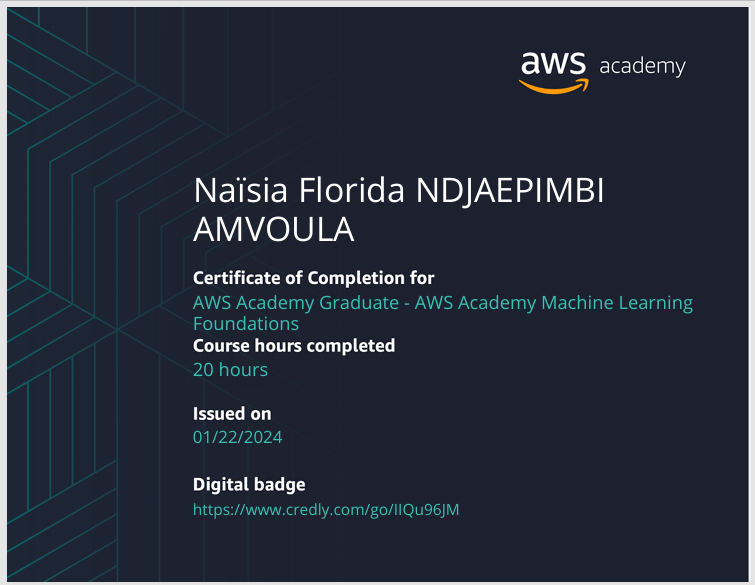 aws academy
Naïsia Florida NDJAEPIMBI
AMVOULA
Certificate of Completion for
AWS Academy Graduate - AWS Academy Machine Learning
Foundations
Course hours completed
20 hours
Issued on
01/22/2024
Digital badge
https://www.credly.com/go/IIQu96JM